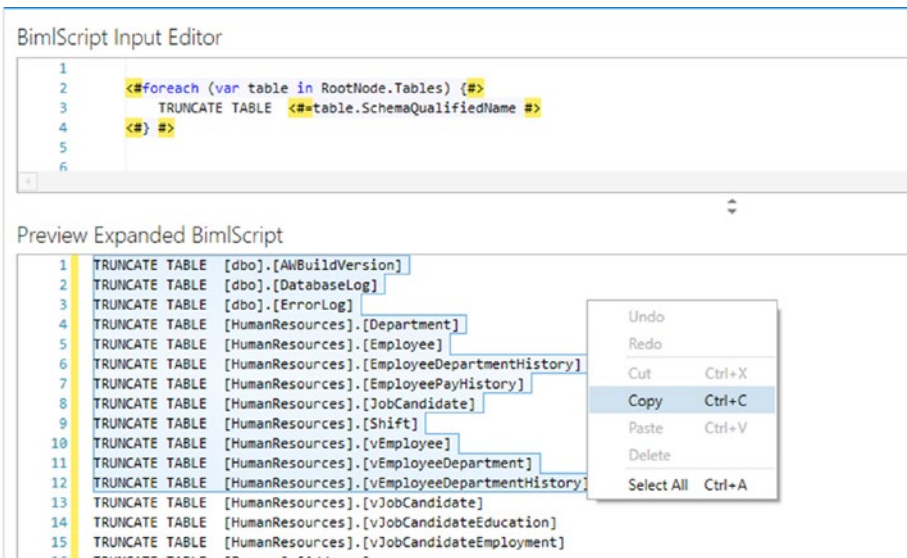 BimlScript Input Editor
1
2 <#foreach (var table in RootNode.Tables) {#>
3 TRUNCATE TABLE <#=table.SchemaQualifiedName #>
4 <#} #>
5
6
Preview Expanded BimlScript
1 TRUNCATE TABLE [dbo].[AWBuildVersion]
2 TRUNCATE TABLE [dbo].[DatabaseLog]
3 TRUNCATE TABLE [dbo].[ErrorLog]
4 TRUNCATE TABLE [HumanResources].[Department]
5 TRUNCATE TABLE [HumanResources].[Employee]
6 TRUNCATE TABLE [HumanResources].[EmployeeDepartmentHistory]
7 TRUNCATE TABLE [HumanResources].[EmployeePayHistory]
8 TRUNCATE TABLE [HumanResources].[JobCandidate]
9 TRUNCATE TABLE [HumanResources].[Shift]
10 TRUNCATE TABLE [HumanResources].[vEmployee]
11 TRUNCATE TABLE [HumanResources].[vEmployeeDepartment]
12 TRUNCATE TABLE [HumanResources].[vEmployeeDepartmentHistory]
13 TRUNCATE TABLE [HumanResources].[vJobCandidate]
14 TRUNCATE TABLE [HumanResources].[vJobCandidateEducation]
15 TRUNCATE TABLE [HumanResources].[vJobCandidateEmployment]
Undo
Redo
Cut Ctrl+X
Copy Ctrl+C
Paste Ctrl+V
Delete
Select All Ctrl+A